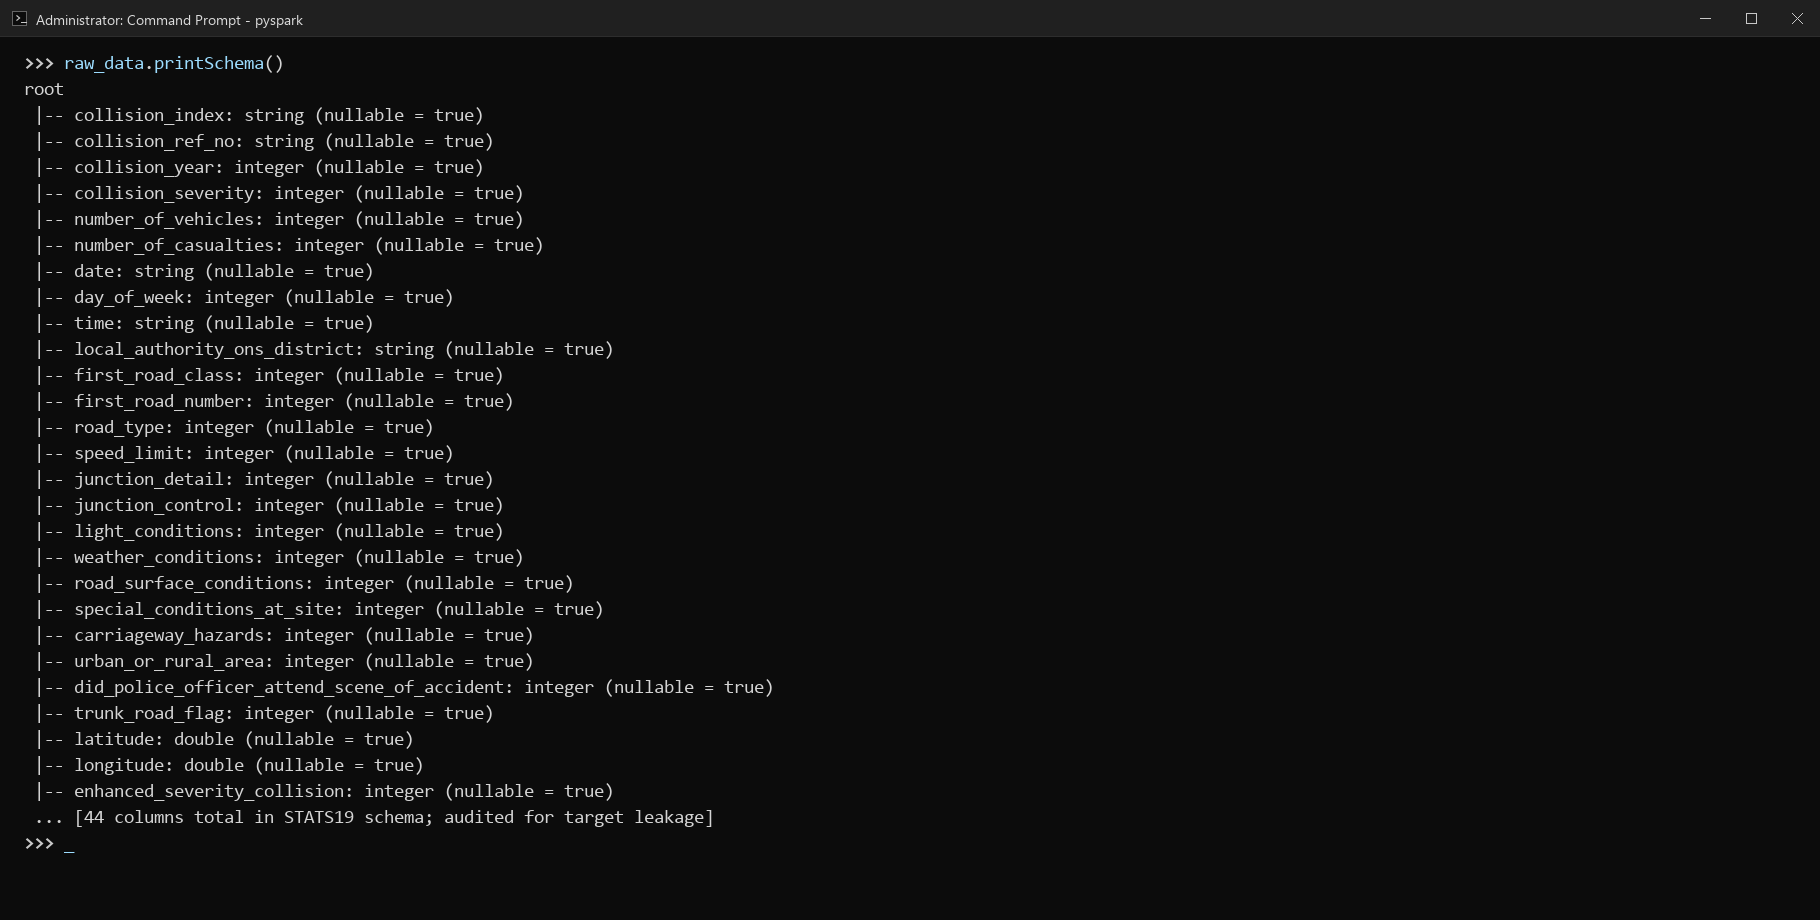 Administrator: Command Prompt - pyspark
>>> raw_data.printSchema()
root
 |-- collision_index: string (nullable = true)
 |-- collision_ref_no: string (nullable = true)
 |-- collision_year: integer (nullable = true)
 |-- collision_severity: integer (nullable = true)
 |-- number_of_vehicles: integer (nullable = true)
 |-- number_of_casualties: integer (nullable = true)
 |-- date: string (nullable = true)
 |-- day_of_week: integer (nullable = true)
 |-- time: string (nullable = true)
 |-- local_authority_ons_district: string (nullable = true)
 |-- first_road_class: integer (nullable = true)
 |-- first_road_number: integer (nullable = true)
 |-- road_type: integer (nullable = true)
 |-- speed_limit: integer (nullable = true)
 |-- junction_detail: integer (nullable = true)
 |-- junction_control: integer (nullable = true)
 |-- light_conditions: integer (nullable = true)
 |-- weather_conditions: integer (nullable = true)
 |-- road_surface_conditions: integer (nullable = true)
 |-- special_conditions_at_site: integer (nullable = true)
 |-- carriageway_hazards: integer (nullable = true)
 |-- urban_or_rural_area: integer (nullable = true)
 |-- did_police_officer_attend_scene_of_accident: integer (nullable = true)
 |-- trunk_road_flag: integer (nullable = true)
 |-- latitude: double (nullable = true)
 |-- longitude: double (nullable = true)
 |-- enhanced_severity_collision: integer (nullable = true)
 ... [44 columns total in STATS19 schema; audited for target leakage]
>>> _